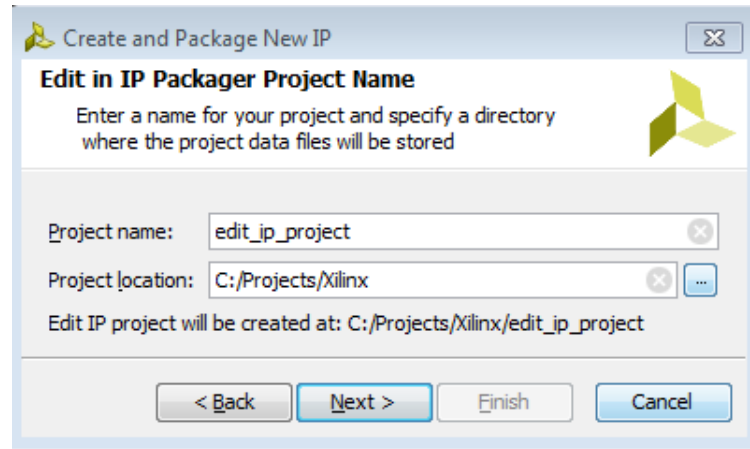 Create and Package New IP
Edit in IP Packager Project Name
Enter a name for your project and specify a directory
where the project data files will be stored
Project name: edit_ip_project
Project location: C:/Projects/Xilinx ...
Edit IP project will be created at: C:/Projects/Xilinx/edit_ip_project
< Back Next > Finish Cancel